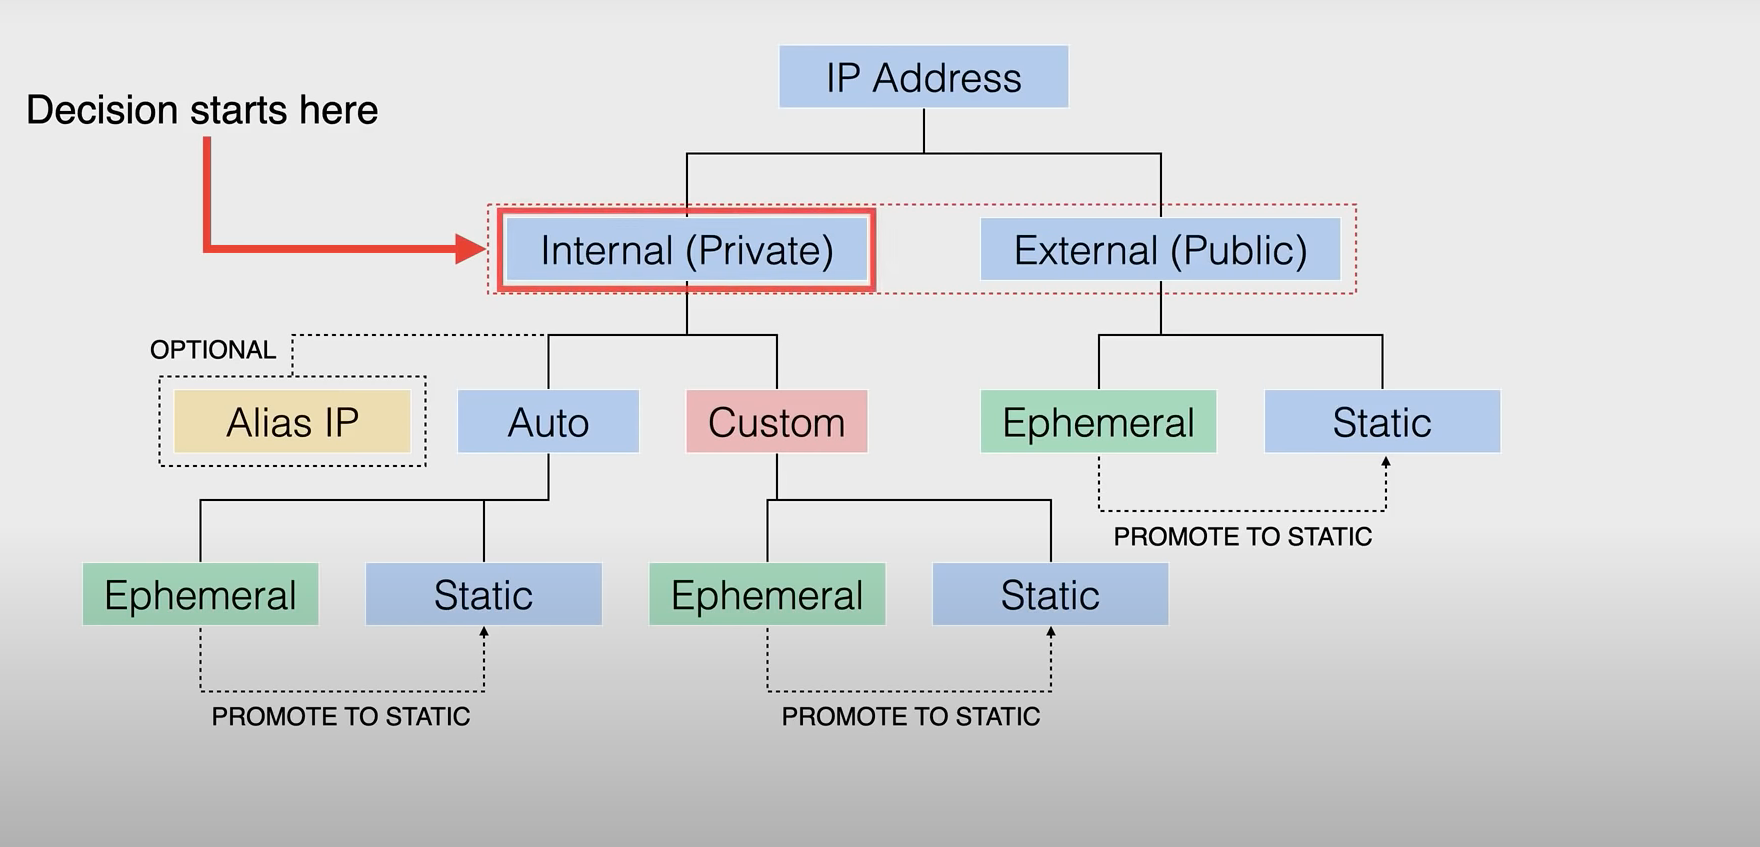 IP Address
Decision starts here
Internal (Private)
External (Public)
OPTIONAL
Alias IP
Auto
Custom
Ephemeral
Static
PROMOTE TO STATIC
Ephemeral
Static
Ephemeral
Static
PROMOTE TO STATIC
PROMOTE TO STATIC